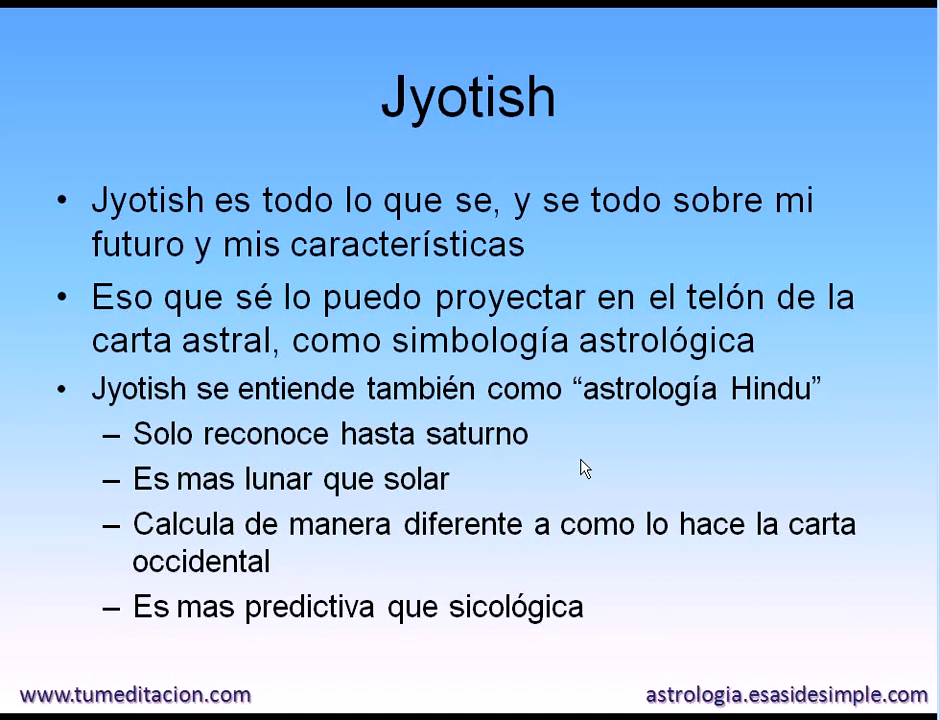 Jyotish
• Jyotish es todo lo que se, y se todo sobre mi
futuro y mis características
• Eso que sé lo puedo proyectar en el telón de la
carta astral, como simbología astrológica
• Jyotish se entiende también como “astrología Hindu”
– Solo reconoce hasta saturno
– Es mas lunar que solar
– Calcula de manera diferente a como lo hace la carta
occidental
– Es mas predictiva que sicológica
www.tumeditacion.com
astrologia.esasidesimple.com